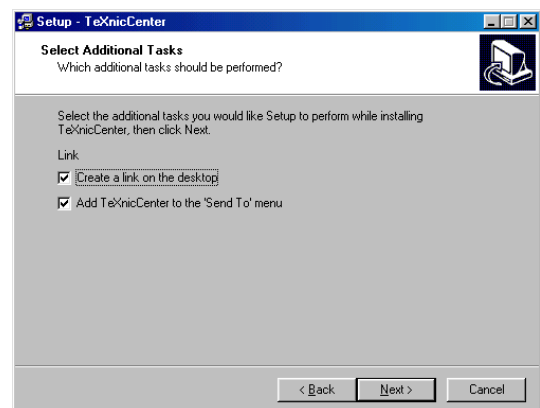 Setup - TeXnicCenter
Select Additional Tasks
Which additional tasks should be performed?
Select the additional tasks you would like Setup to perform while installing
TeXnicCenter, then click Next.
Link
Create a link on the desktop
Add TeXnicCenter to the 'Send To' menu
< Back Next > Cancel